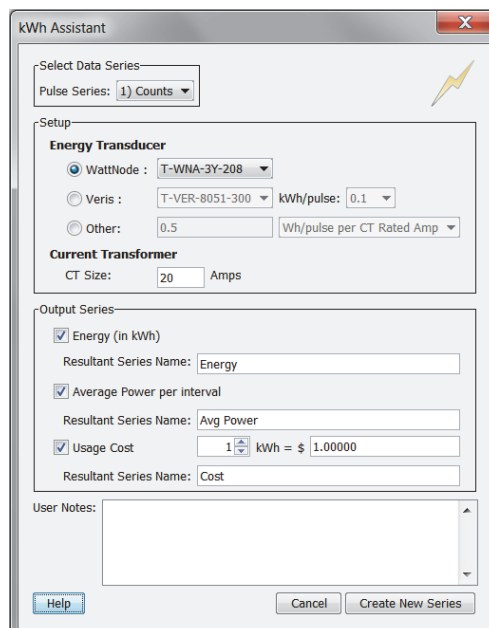 kWh Assistant
X
Select Data Series
Pulse Series: 1) Counts
Setup
Energy Transducer
WattNode : T-WNA-3Y-208
Veris : T-VER-8051-300 kWh/pulse: 0.1
Other: 0.5 Wh/pulse per CT Rated Amp
Current Transformer
CT Size: 20 Amps
Output Series
Energy (in kWh)
Resultant Series Name: Energy
Average Power per interval
Resultant Series Name: Avg Power
Usage Cost 1 kWh = $ 1.00000
Resultant Series Name: Cost
User Notes:
Help Cancel Create New Series